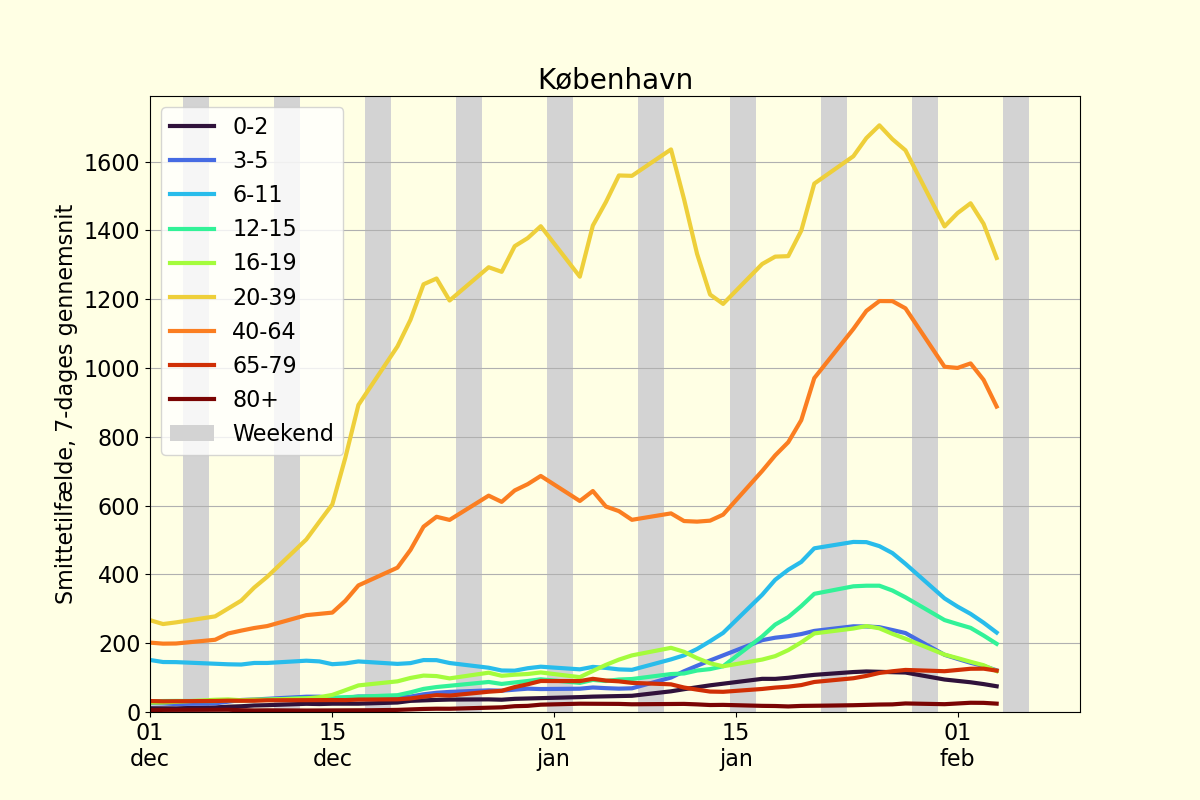 København
Smittetilfælde, 7-dages gennemsnit
1600
1400
1200
1000
800
600
400
200
0
0-2
3-5
6-11
12-15
16-19
20-39
40-64
65-79
80+
Weekend
01
dec
15
dec
01
jan
15
jan
01
feb